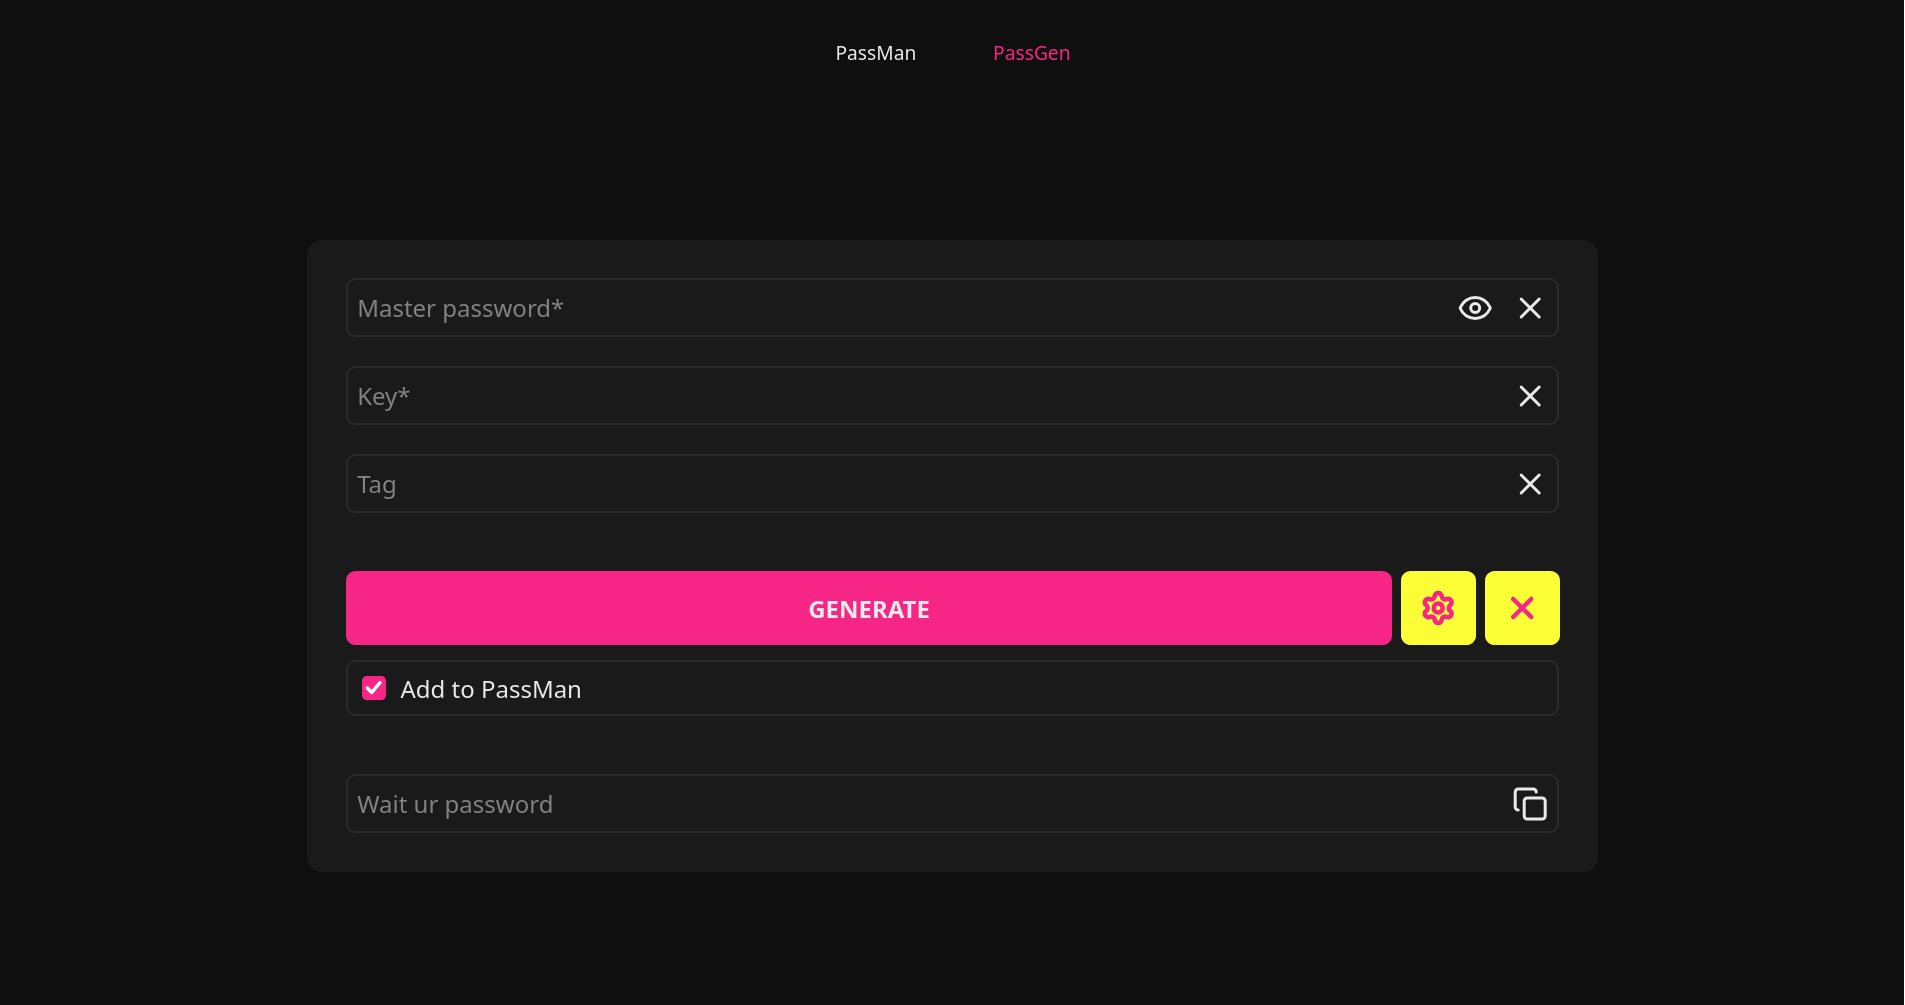 PassMan PassGen
Master password*
Key*
Tag
GENERATE
Add to PassMan
Wait ur password